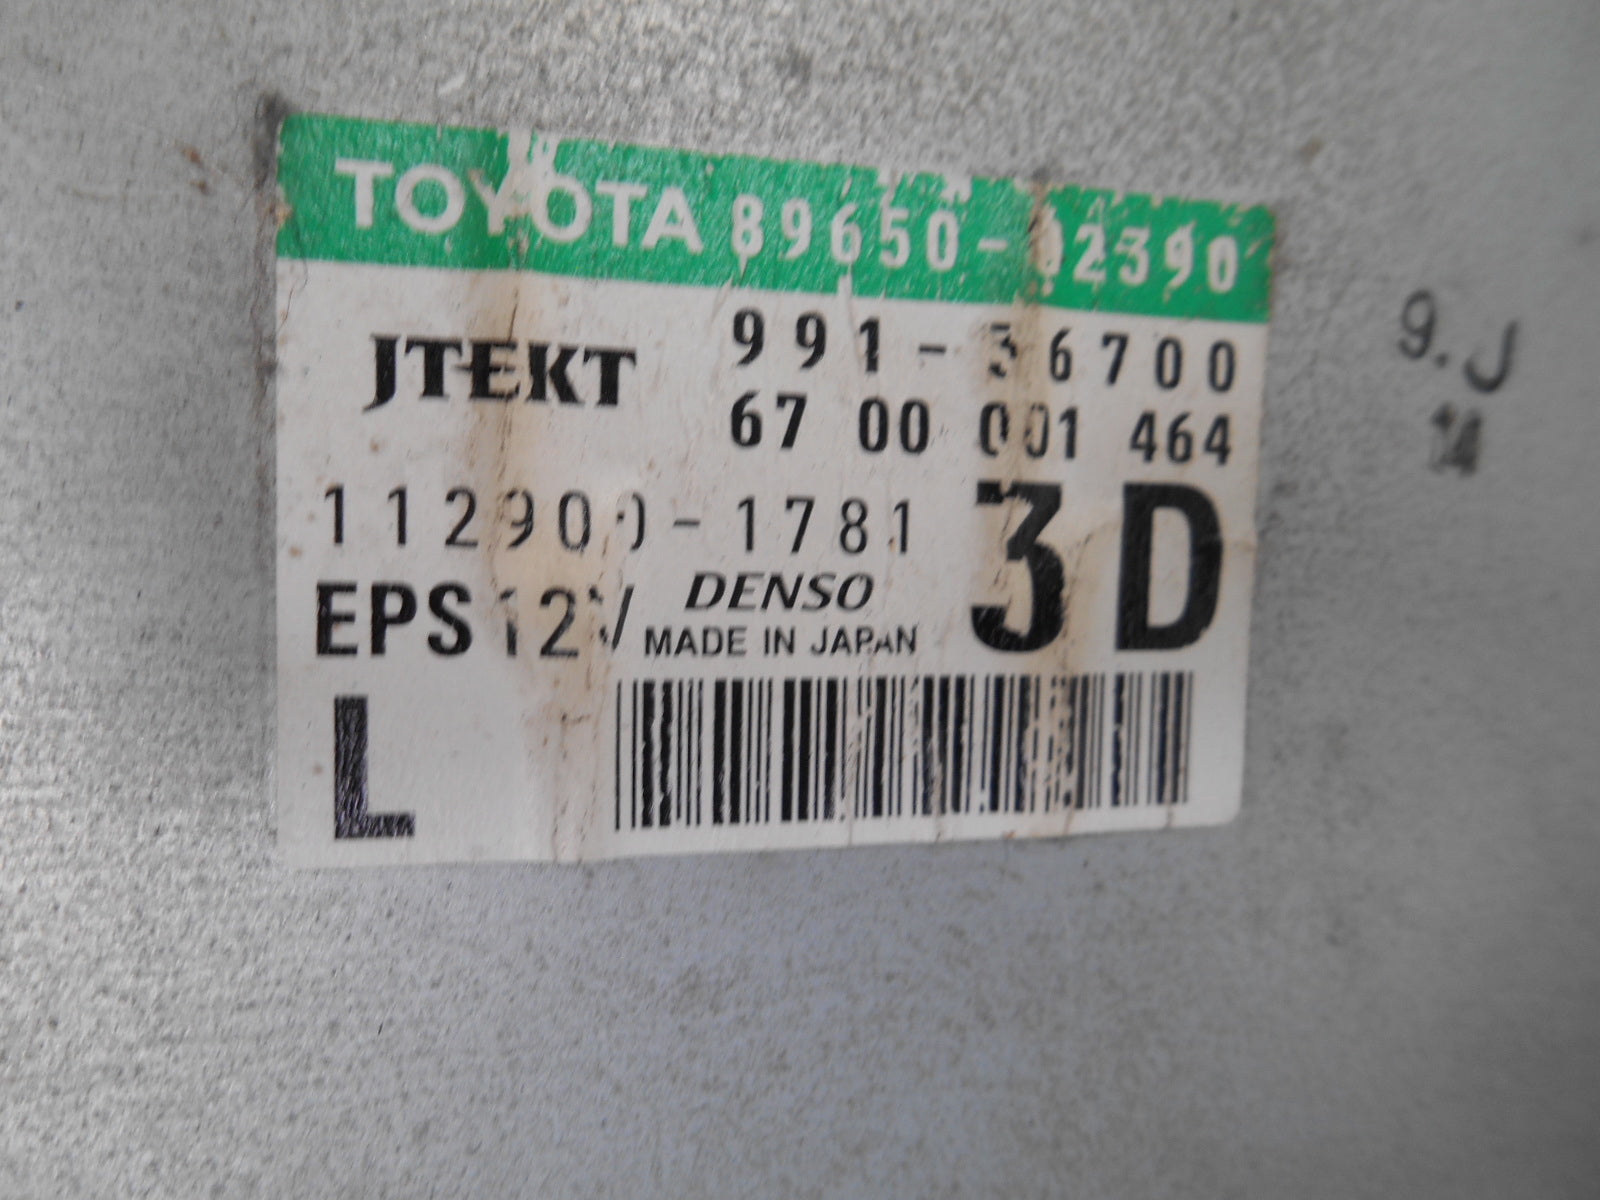 TOYOTA 89650-02390
JTEKT
991-36700
67 00 001 464
112900-1781
3D
EPS 12V
DENSO
MADE IN JAPAN
L
9.J
14